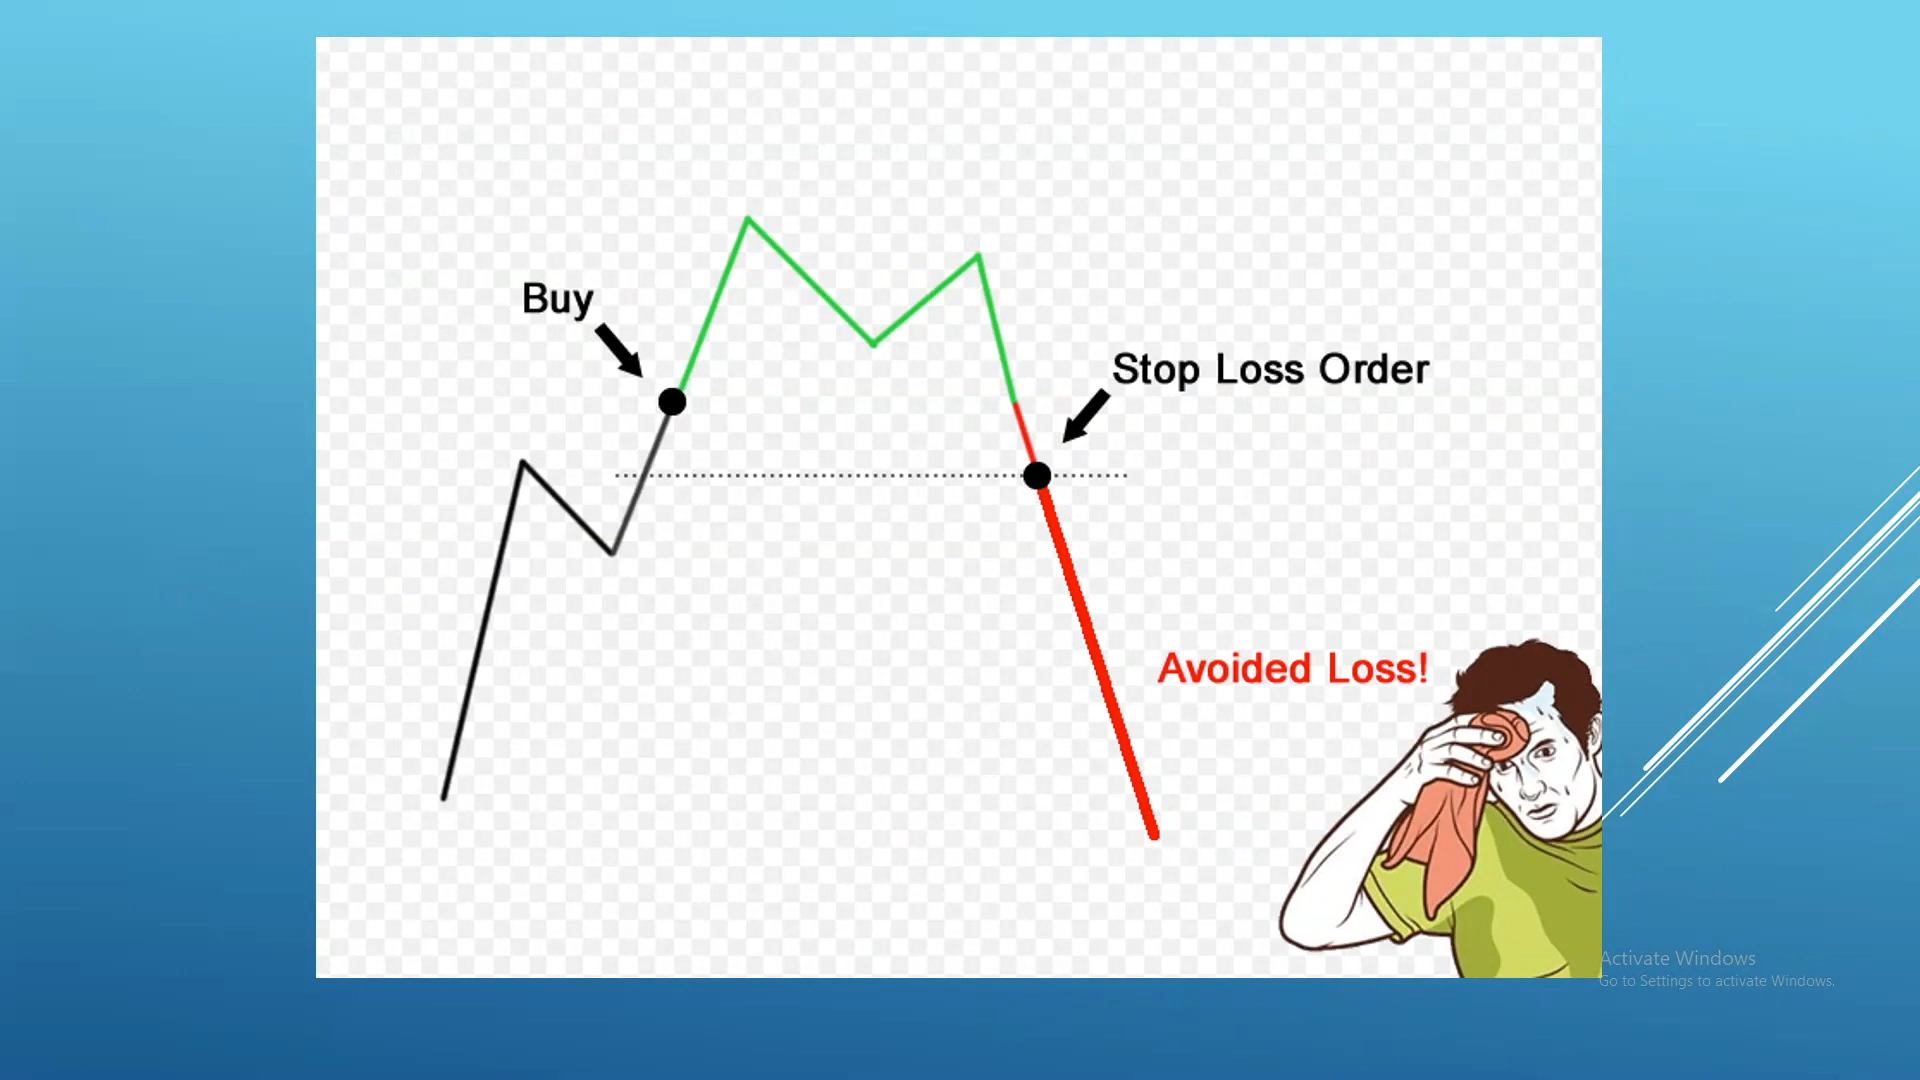 Buy
Stop Loss Order
Avoided Loss!
Activate Windows
Go to Settings to activate Windows.